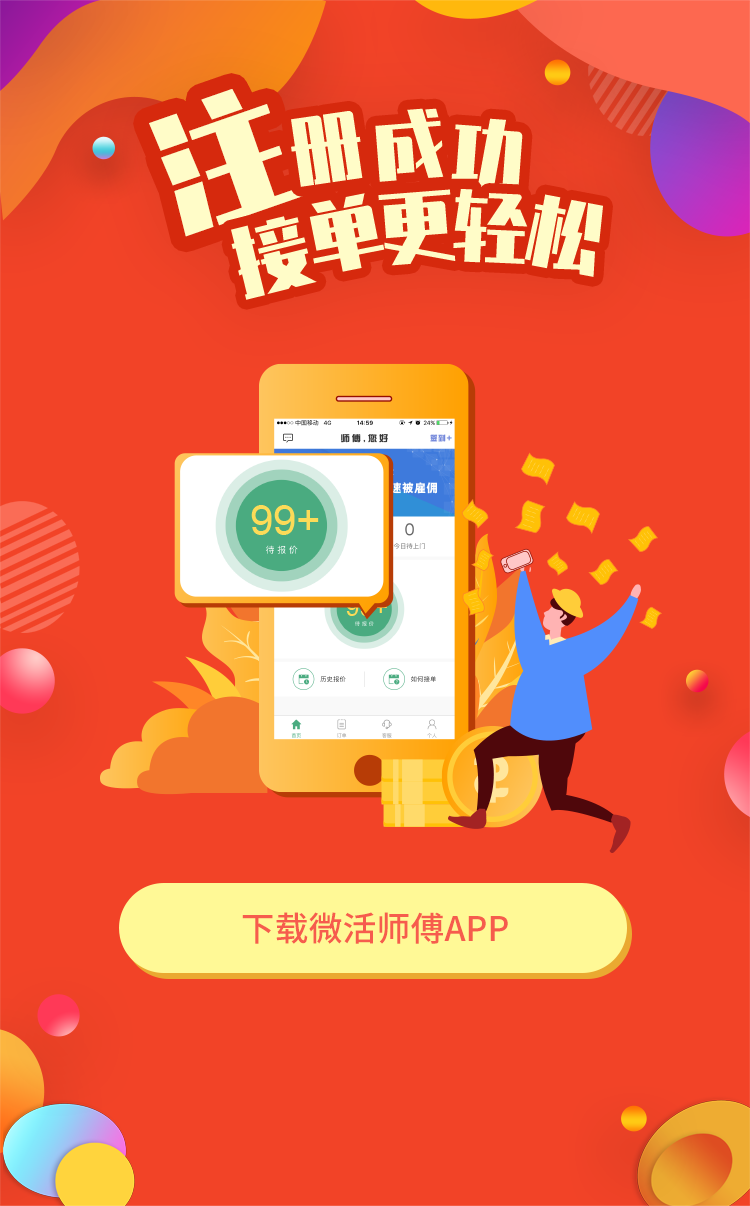 注册成功
接单更轻松
中国移动 4G 14:59 24%
师傅,您好
速被雇佣
99+
待报价
0
今日待上门
待报价
历史报价
如何接单
首页 订单 客服 个人
下载微活师傅APP